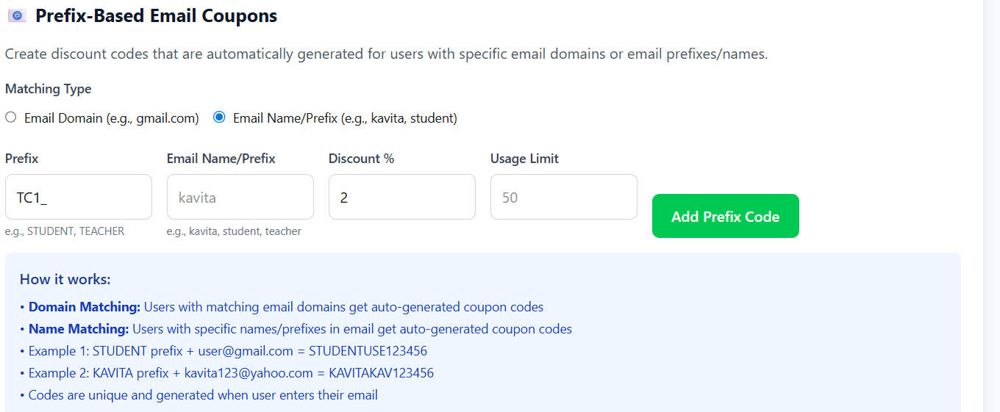 Prefix-Based Email Coupons
Create discount codes that are automatically generated for users with specific email domains or email prefixes/names.
Matching Type
Email Domain (e.g., gmail.com) Email Name/Prefix (e.g., kavita, student)
Prefix Email Name/Prefix Discount % Usage Limit
TC1_ kavita 2 50
Add Prefix Code
e.g., STUDENT, TEACHER e.g., kavita, student, teacher
How it works:
• Domain Matching: Users with matching email domains get auto-generated coupon codes
• Name Matching: Users with specific names/prefixes in email get auto-generated coupon codes
• Example 1: STUDENT prefix + user@gmail.com = STUDENTUSE123456
• Example 2: KAVITA prefix + kavita123@yahoo.com = KAVITAKAV123456
• Codes are unique and generated when user enters their email